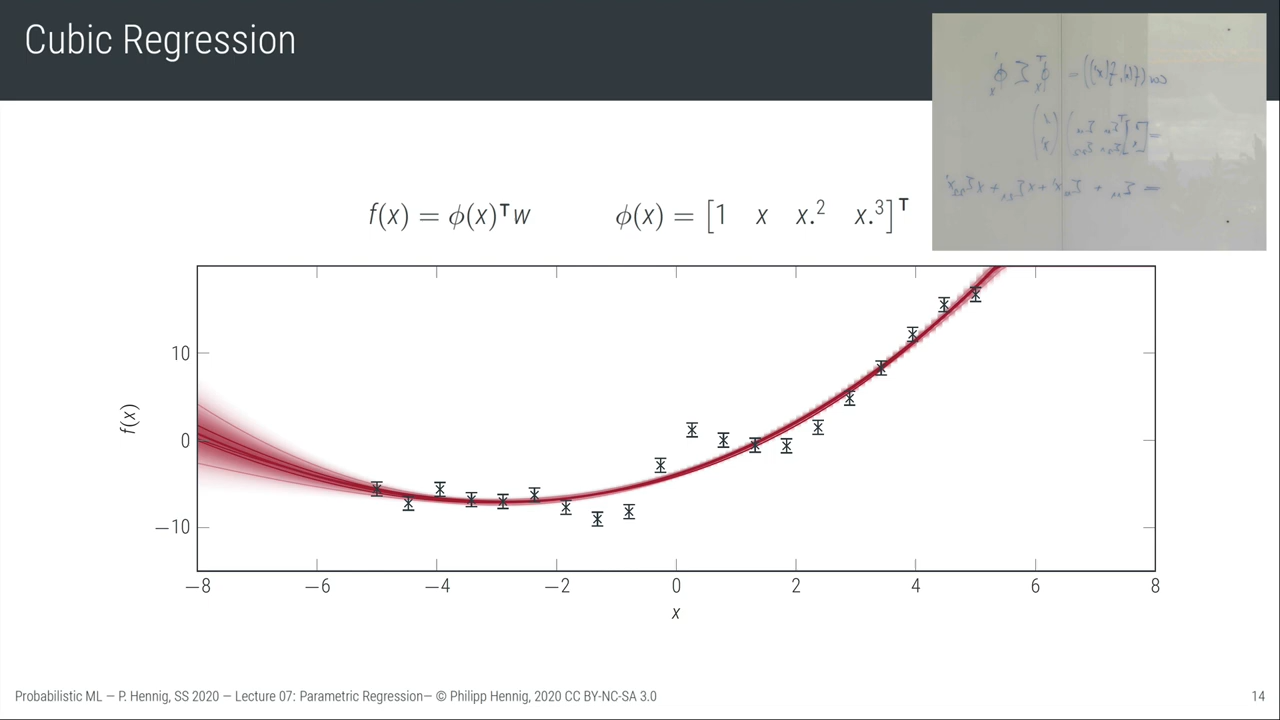 Cubic Regression
f(x) = ϕ(x)ᵀw ϕ(x) = [1 x x.² x.³]ᵀ
10
0
−10
f(x)
−8 −6 −4 −2 0 2 4 6 8
x
Probabilistic ML — P. Hennig, SS 2020 — Lecture 07: Parametric Regression— © Philipp Hennig, 2020 CC BY-NC-SA 3.0 14